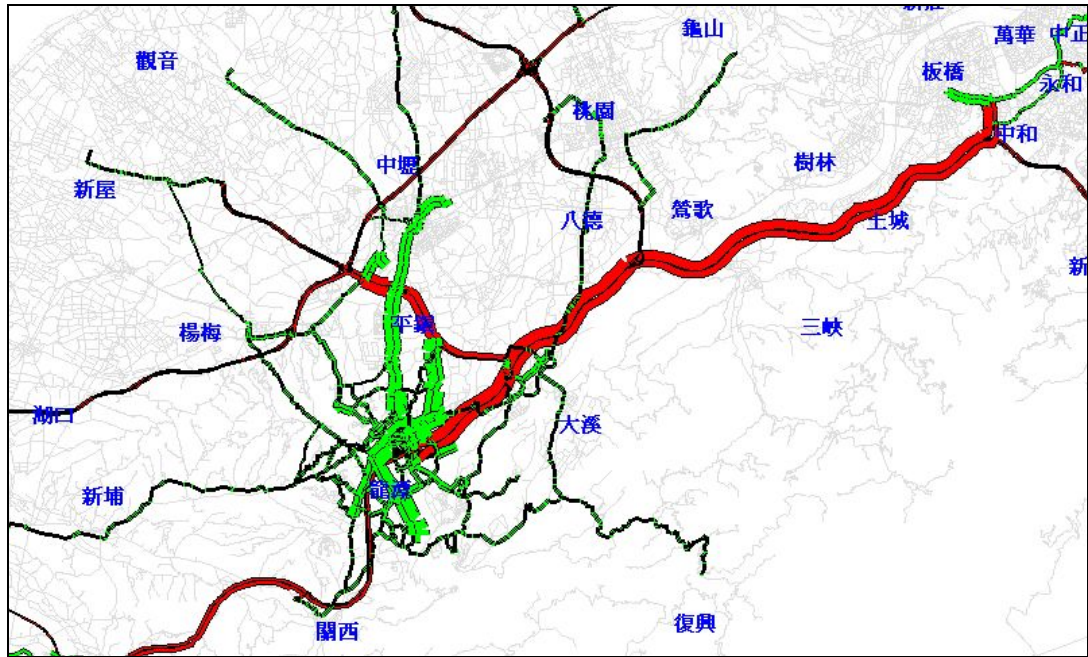 萬華
中正
龜山
觀音
板橋
永和
桃園
中和
中壢
樹林
新屋
鶯歌
八德
土城
新
平鎮
三峽
楊梅
湖口
大溪
龍潭
新埔
復興
關西